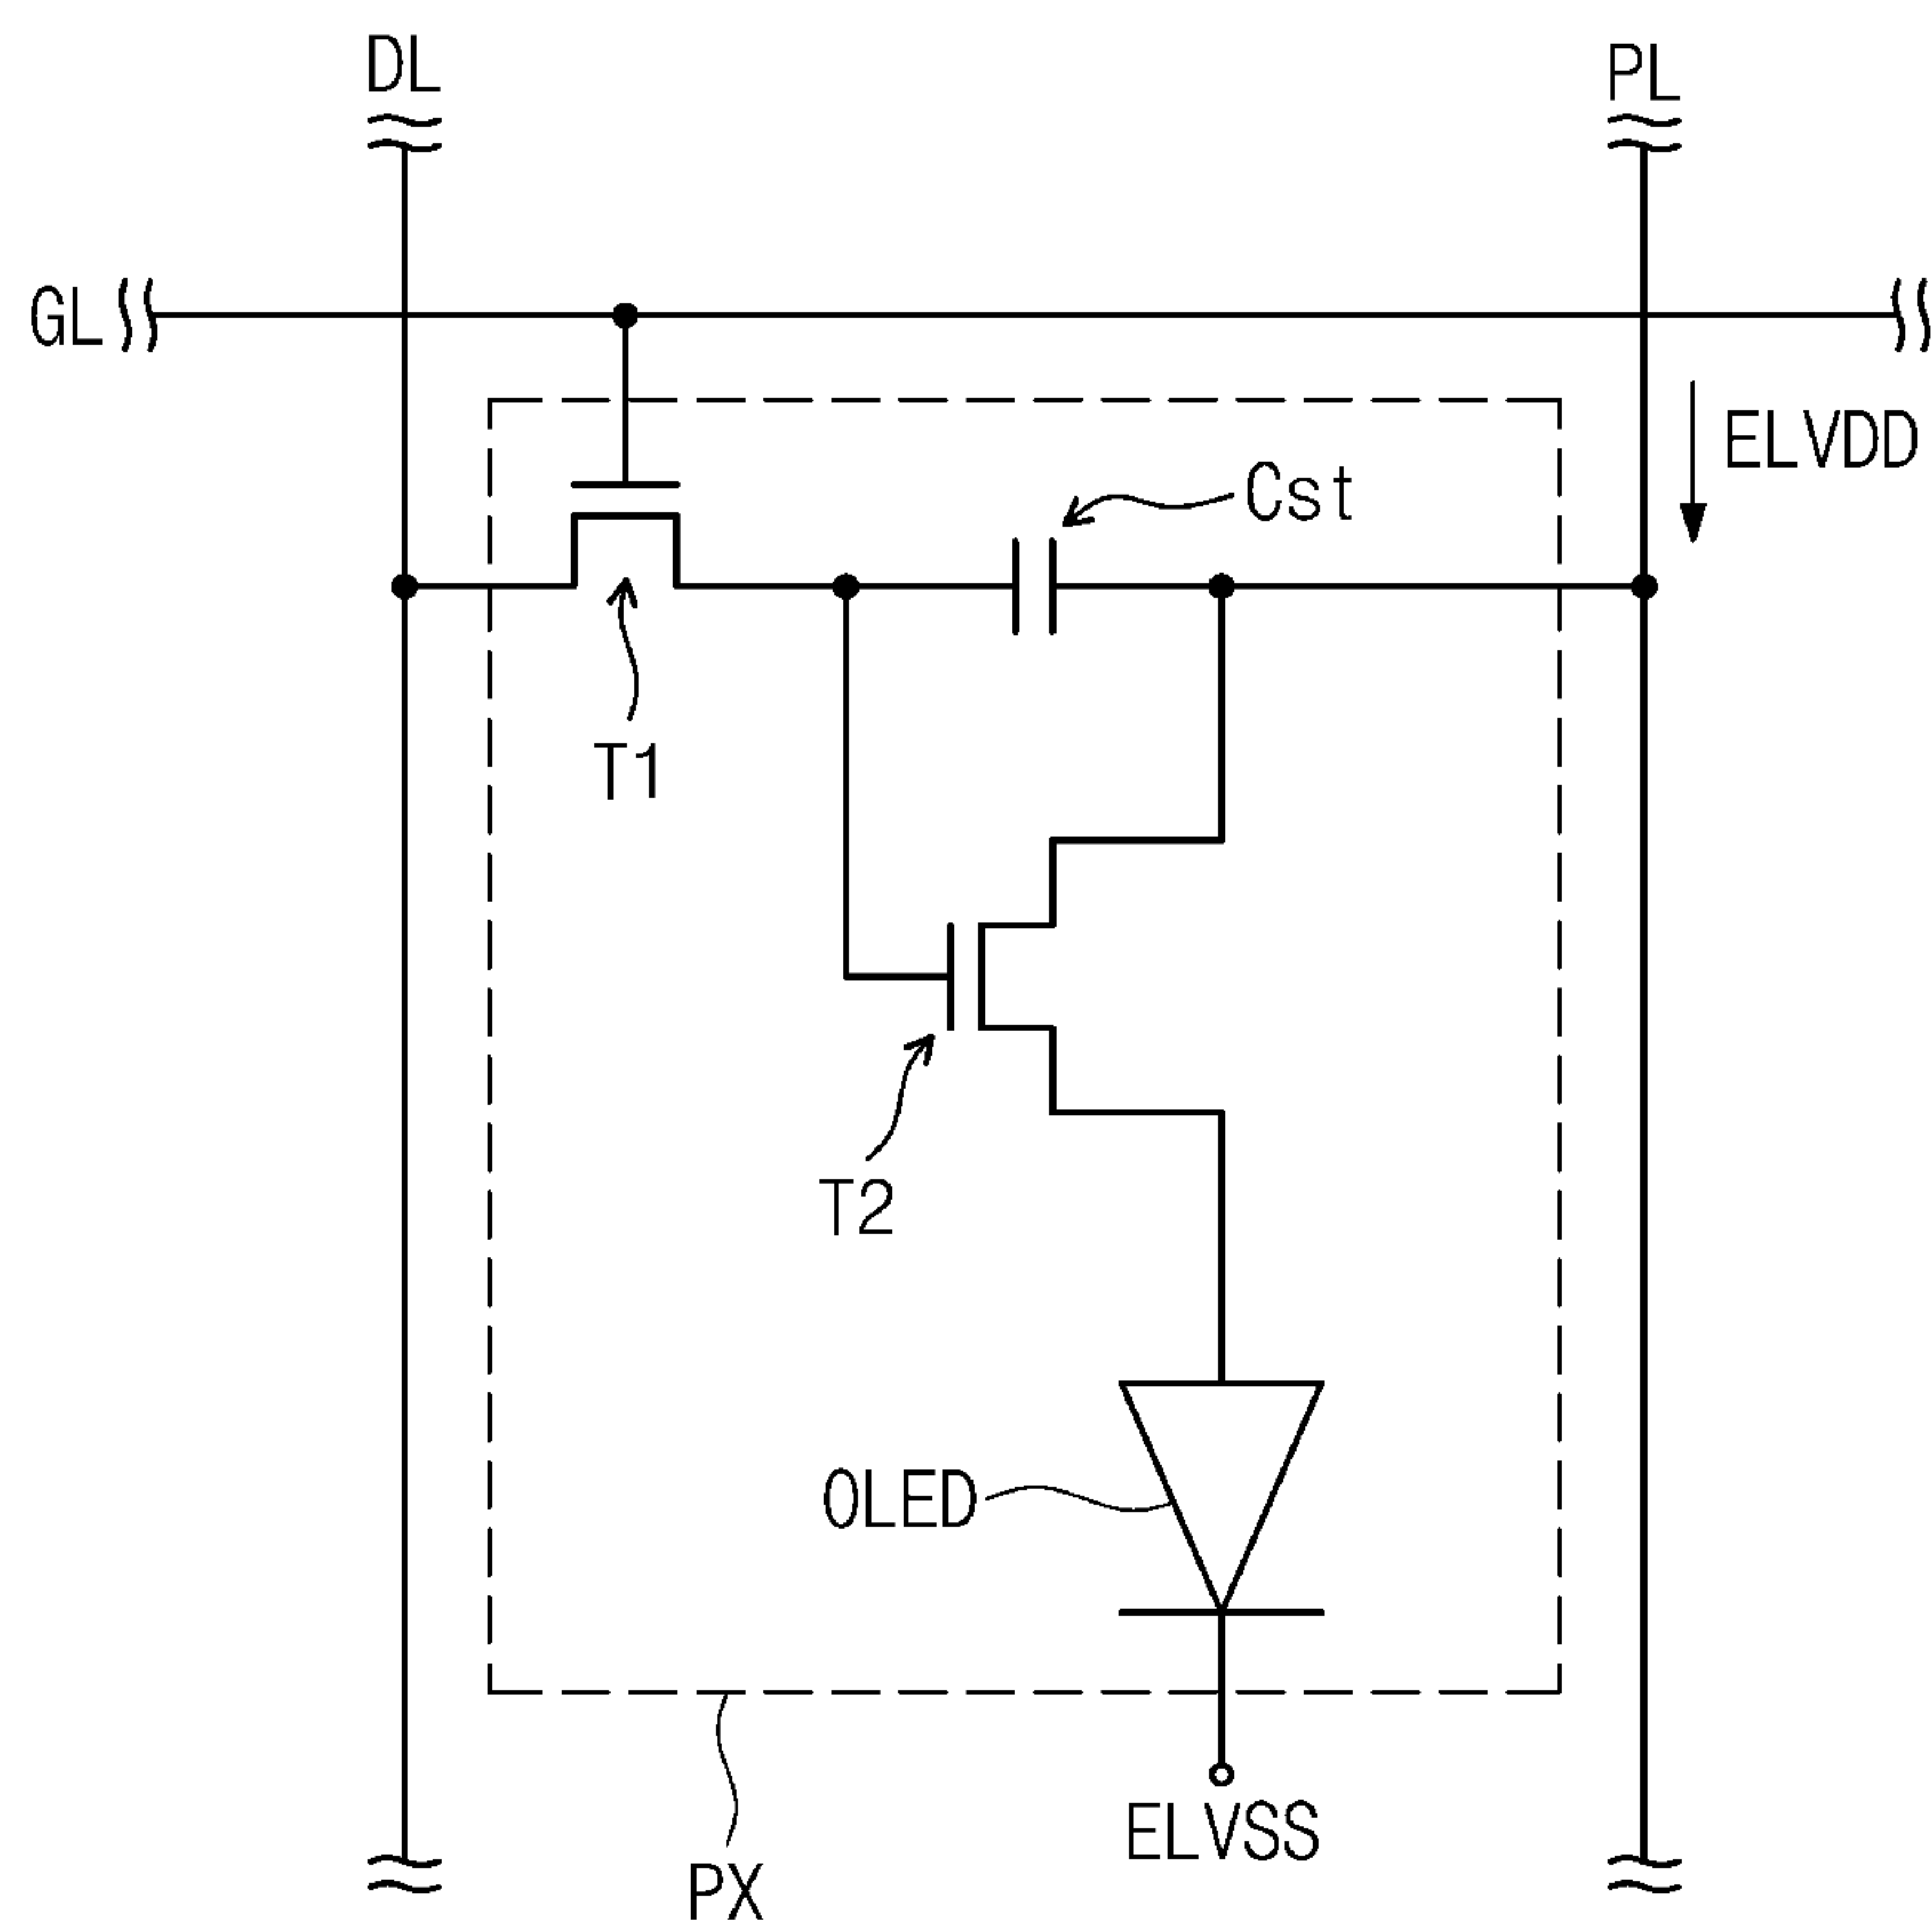 DL
PL
GL
ELVDD
Cst
T1
T2
OLED
ELVSS
PX